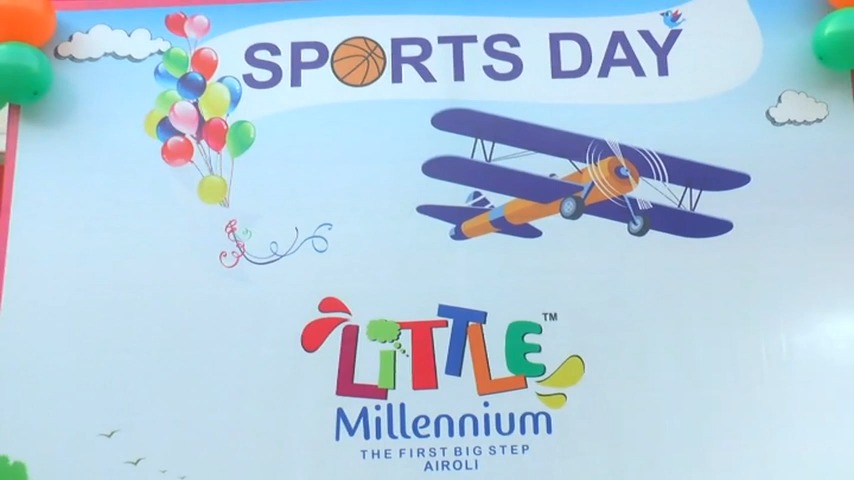 SPORTS DAY
LiTTLE™
Millennium
THE FIRST BIG STEP
AIROLI